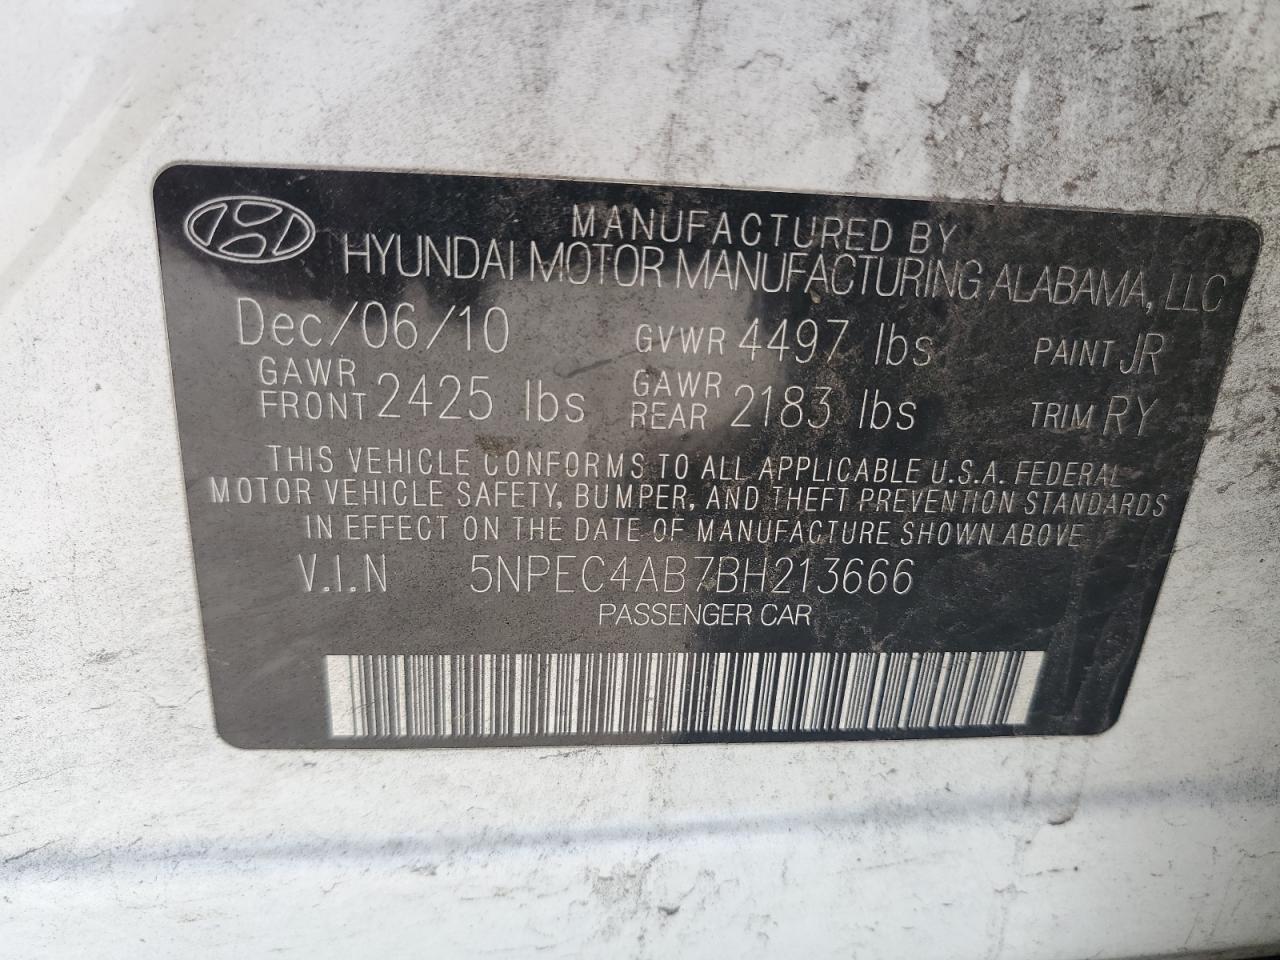 MANUFACTURED BY
HYUNDAI MOTOR MANUFACTURING ALABAMA, LLC
Dec/06/10 GVWR 4497 lbs PAINT JR
GAWR FRONT 2425 lbs GAWR REAR 2183 lbs TRIM RY
THIS VEHICLE CONFORMS TO ALL APPLICABLE U.S.A. FEDERAL
MOTOR VEHICLE SAFETY, BUMPER, AND THEFT PREVENTION STANDARDS
IN EFFECT ON THE DATE OF MANUFACTURE SHOWN ABOVE
V.I.N 5NPEC4AB7BH213666
PASSENGER CAR